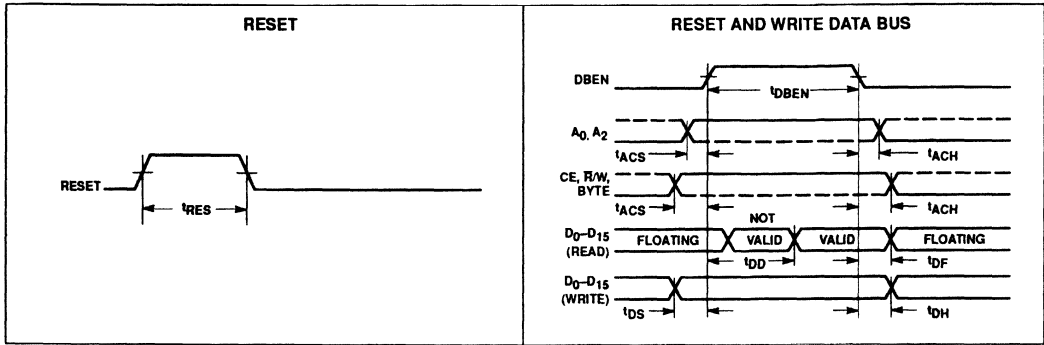 RESET
RESET
tRES
RESET AND WRITE DATA BUS
DBEN
tDBEN
A0, A2
tACS
tACH
CE, R̅/W,
BYTE
tACS
tACH
NOT
D0–D15
(READ)
FLOATING
VALID
VALID
FLOATING
tDD
tDF
D0–D15
(WRITE)
tDS
tDH